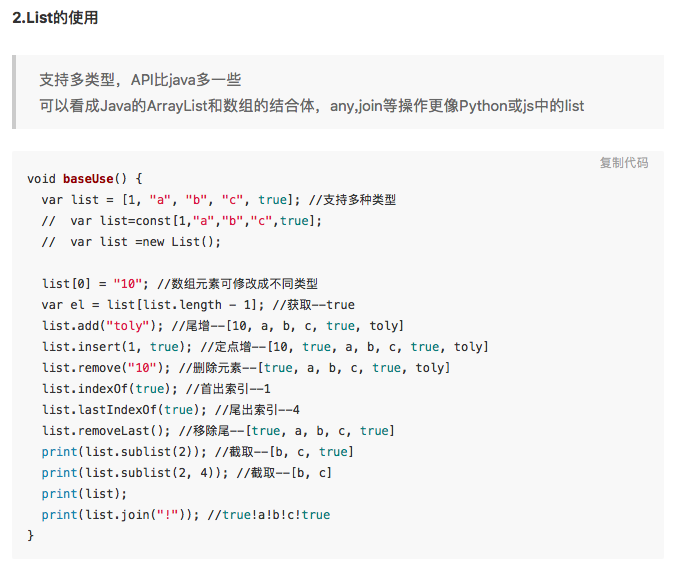 2.List的使用
支持多类型，API比java多一些
可以看成Java的ArrayList和数组的结合体，any,join等操作更像Python或js中的list
复制代码
void baseUse() {
  var list = [1, "a", "b", "c", true]; //支持多种类型
  //  var list=const[1,"a","b","c",true];
  //  var list =new List();

  list[0] = "10"; //数组元素可修改成不同类型
  var el = list[list.length - 1]; //获取--true
  list.add("toly"); //尾增--[10, a, b, c, true, toly]
  list.insert(1, true); //定点增--[10, true, a, b, c, true, toly]
  list.remove("10"); //删除元素--[true, a, b, c, true, toly]
  list.indexOf(true); //首出索引--1
  list.lastIndexOf(true); //尾出索引--4
  list.removeLast(); //移除尾--[true, a, b, c, true]
  print(list.sublist(2)); //截取--[b, c, true]
  print(list.sublist(2, 4)); //截取--[b, c]
  print(list);
  print(list.join("!")); //true!a!b!c!true
}